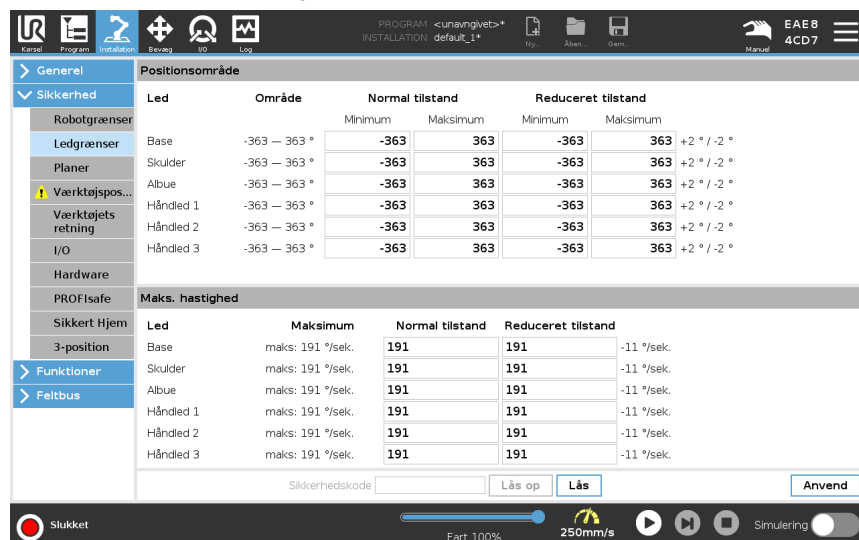 UR
PROGRAM <unavngivet>*
INSTALLATION default_1*
EAE8
4CD7
Kørsel Program Installation Bevæg I/O Log Ny... Åben... Gem... Manuel
Generel
Sikkerhed
Robotgrænser
Ledgrænser
Planer
Værktøjspos...
Værktøjets
retning
I/O
Hardware
PROFIsafe
Sikkert Hjem
3-position
Funktioner
Feltbus
Positionsområde
Led Område Normal tilstand Reduceret tilstand
Minimum Maksimum Minimum Maksimum
Base -363 — 363 ° -363 363 -363 363 +2 ° / -2 °
Skulder -363 — 363 ° -363 363 -363 363 +2 ° / -2 °
Albue -363 — 363 ° -363 363 -363 363 +2 ° / -2 °
Håndled 1 -363 — 363 ° -363 363 -363 363 +2 ° / -2 °
Håndled 2 -363 — 363 ° -363 363 -363 363 +2 ° / -2 °
Håndled 3 -363 — 363 ° -363 363 -363 363 +2 ° / -2 °
Maks. hastighed
Led Maksimum Normal tilstand Reduceret tilstand
Base maks: 191 °/sek. 191 191 -11 °/sek.
Skulder maks: 191 °/sek. 191 191 -11 °/sek.
Albue maks: 191 °/sek. 191 191 -11 °/sek.
Håndled 1 maks: 191 °/sek. 191 191 -11 °/sek.
Håndled 2 maks: 191 °/sek. 191 191 -11 °/sek.
Håndled 3 maks: 191 °/sek. 191 191 -11 °/sek.
Sikkerhedskode Lås op Lås Anvend
Slukket Fart 100% 250mm/s Simulering